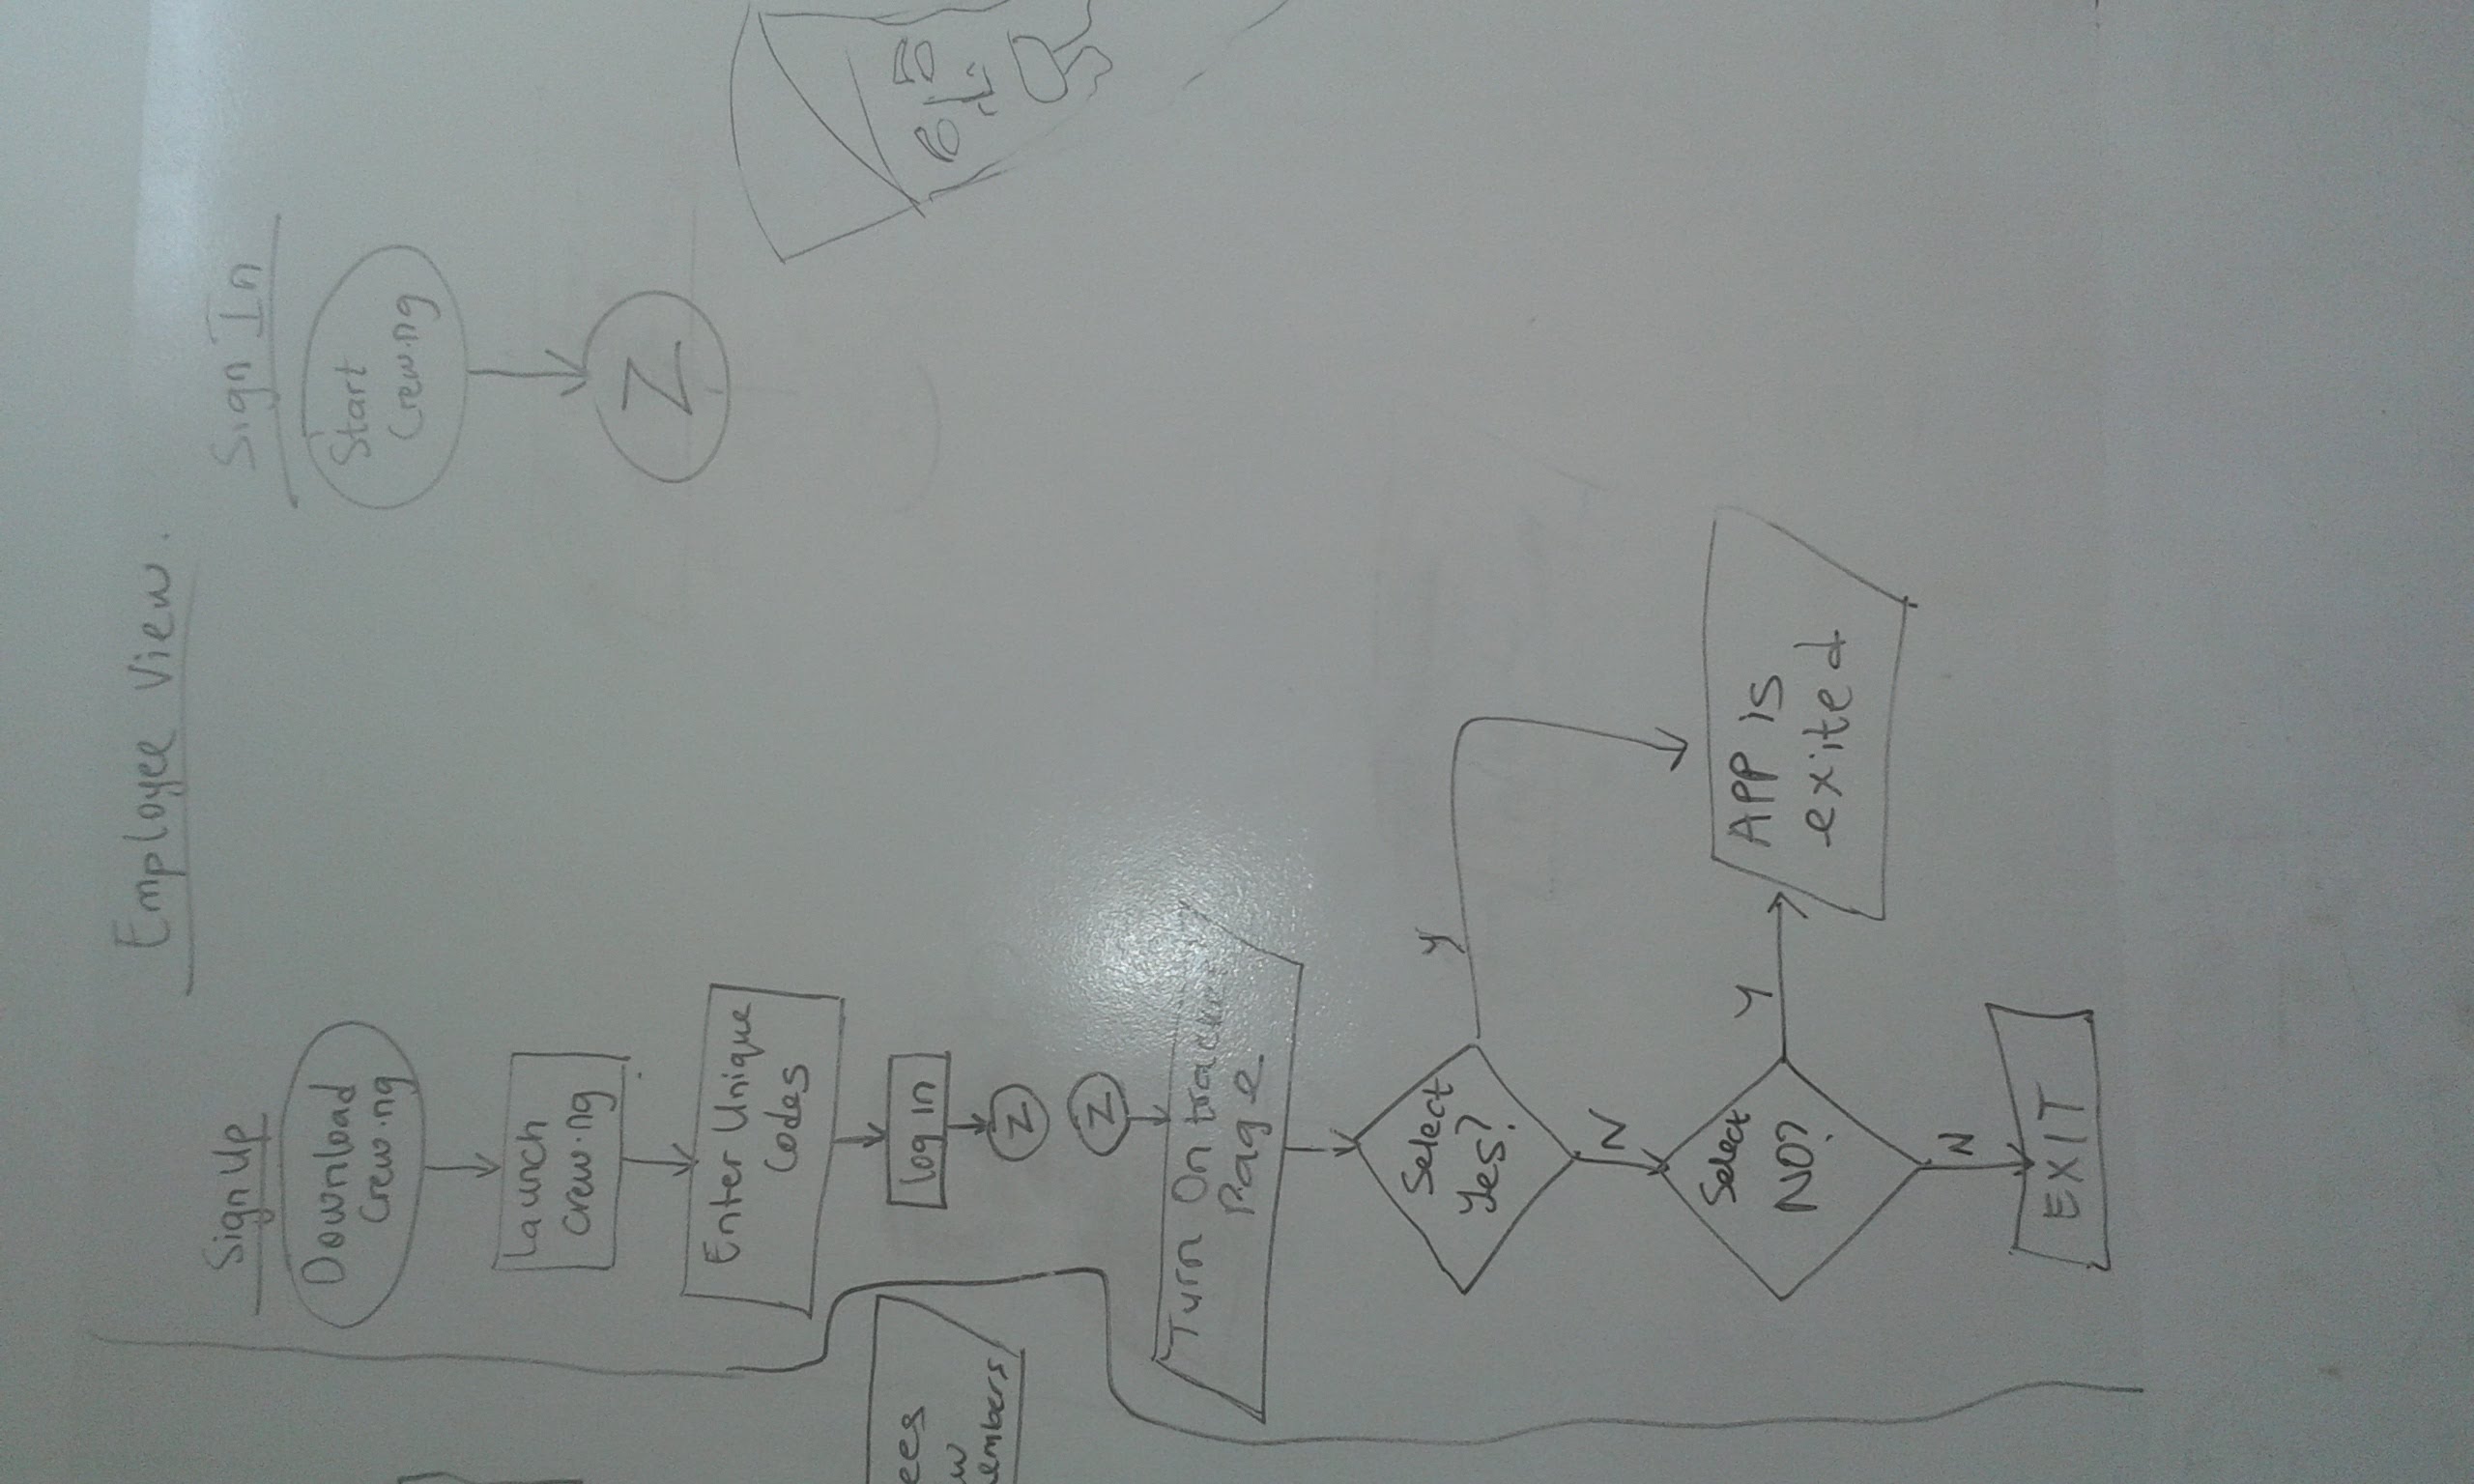 Employee View.
Sign Up
Download
Crew.ng
Launch
Crew.ng
Enter Unique
Codes
log in
Z
Z
Turn On tracker
Page
Select
Yes?
Y
N
Select
NO?
Y
APP is
exited
N
EXIT
Sign In
Start
Crew.ng
Z
ees
w
embers